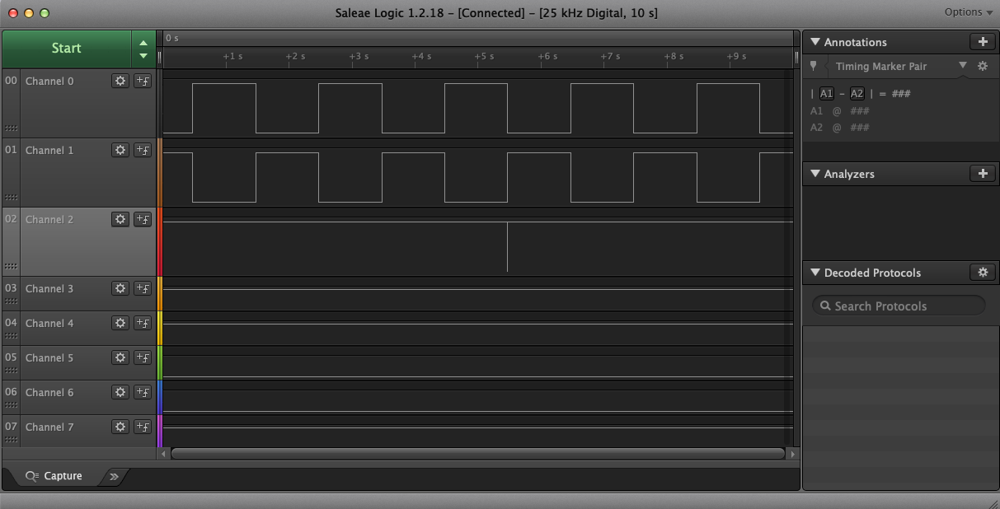 Saleae Logic 1.2.18 – [Connected] – [25 kHz Digital, 10 s]
Options
Start
0 s
+1 s +2 s +3 s +4 s +5 s +6 s +7 s +8 s +9 s
00 Channel 0
01 Channel 1
02 Channel 2
03 Channel 3
04 Channel 4
05 Channel 5
06 Channel 6
07 Channel 7
Capture
Annotations
Timing Marker Pair
| A1 – A2 | = ###
A1 @ ###
A2 @ ###
Analyzers
Decoded Protocols
Search Protocols